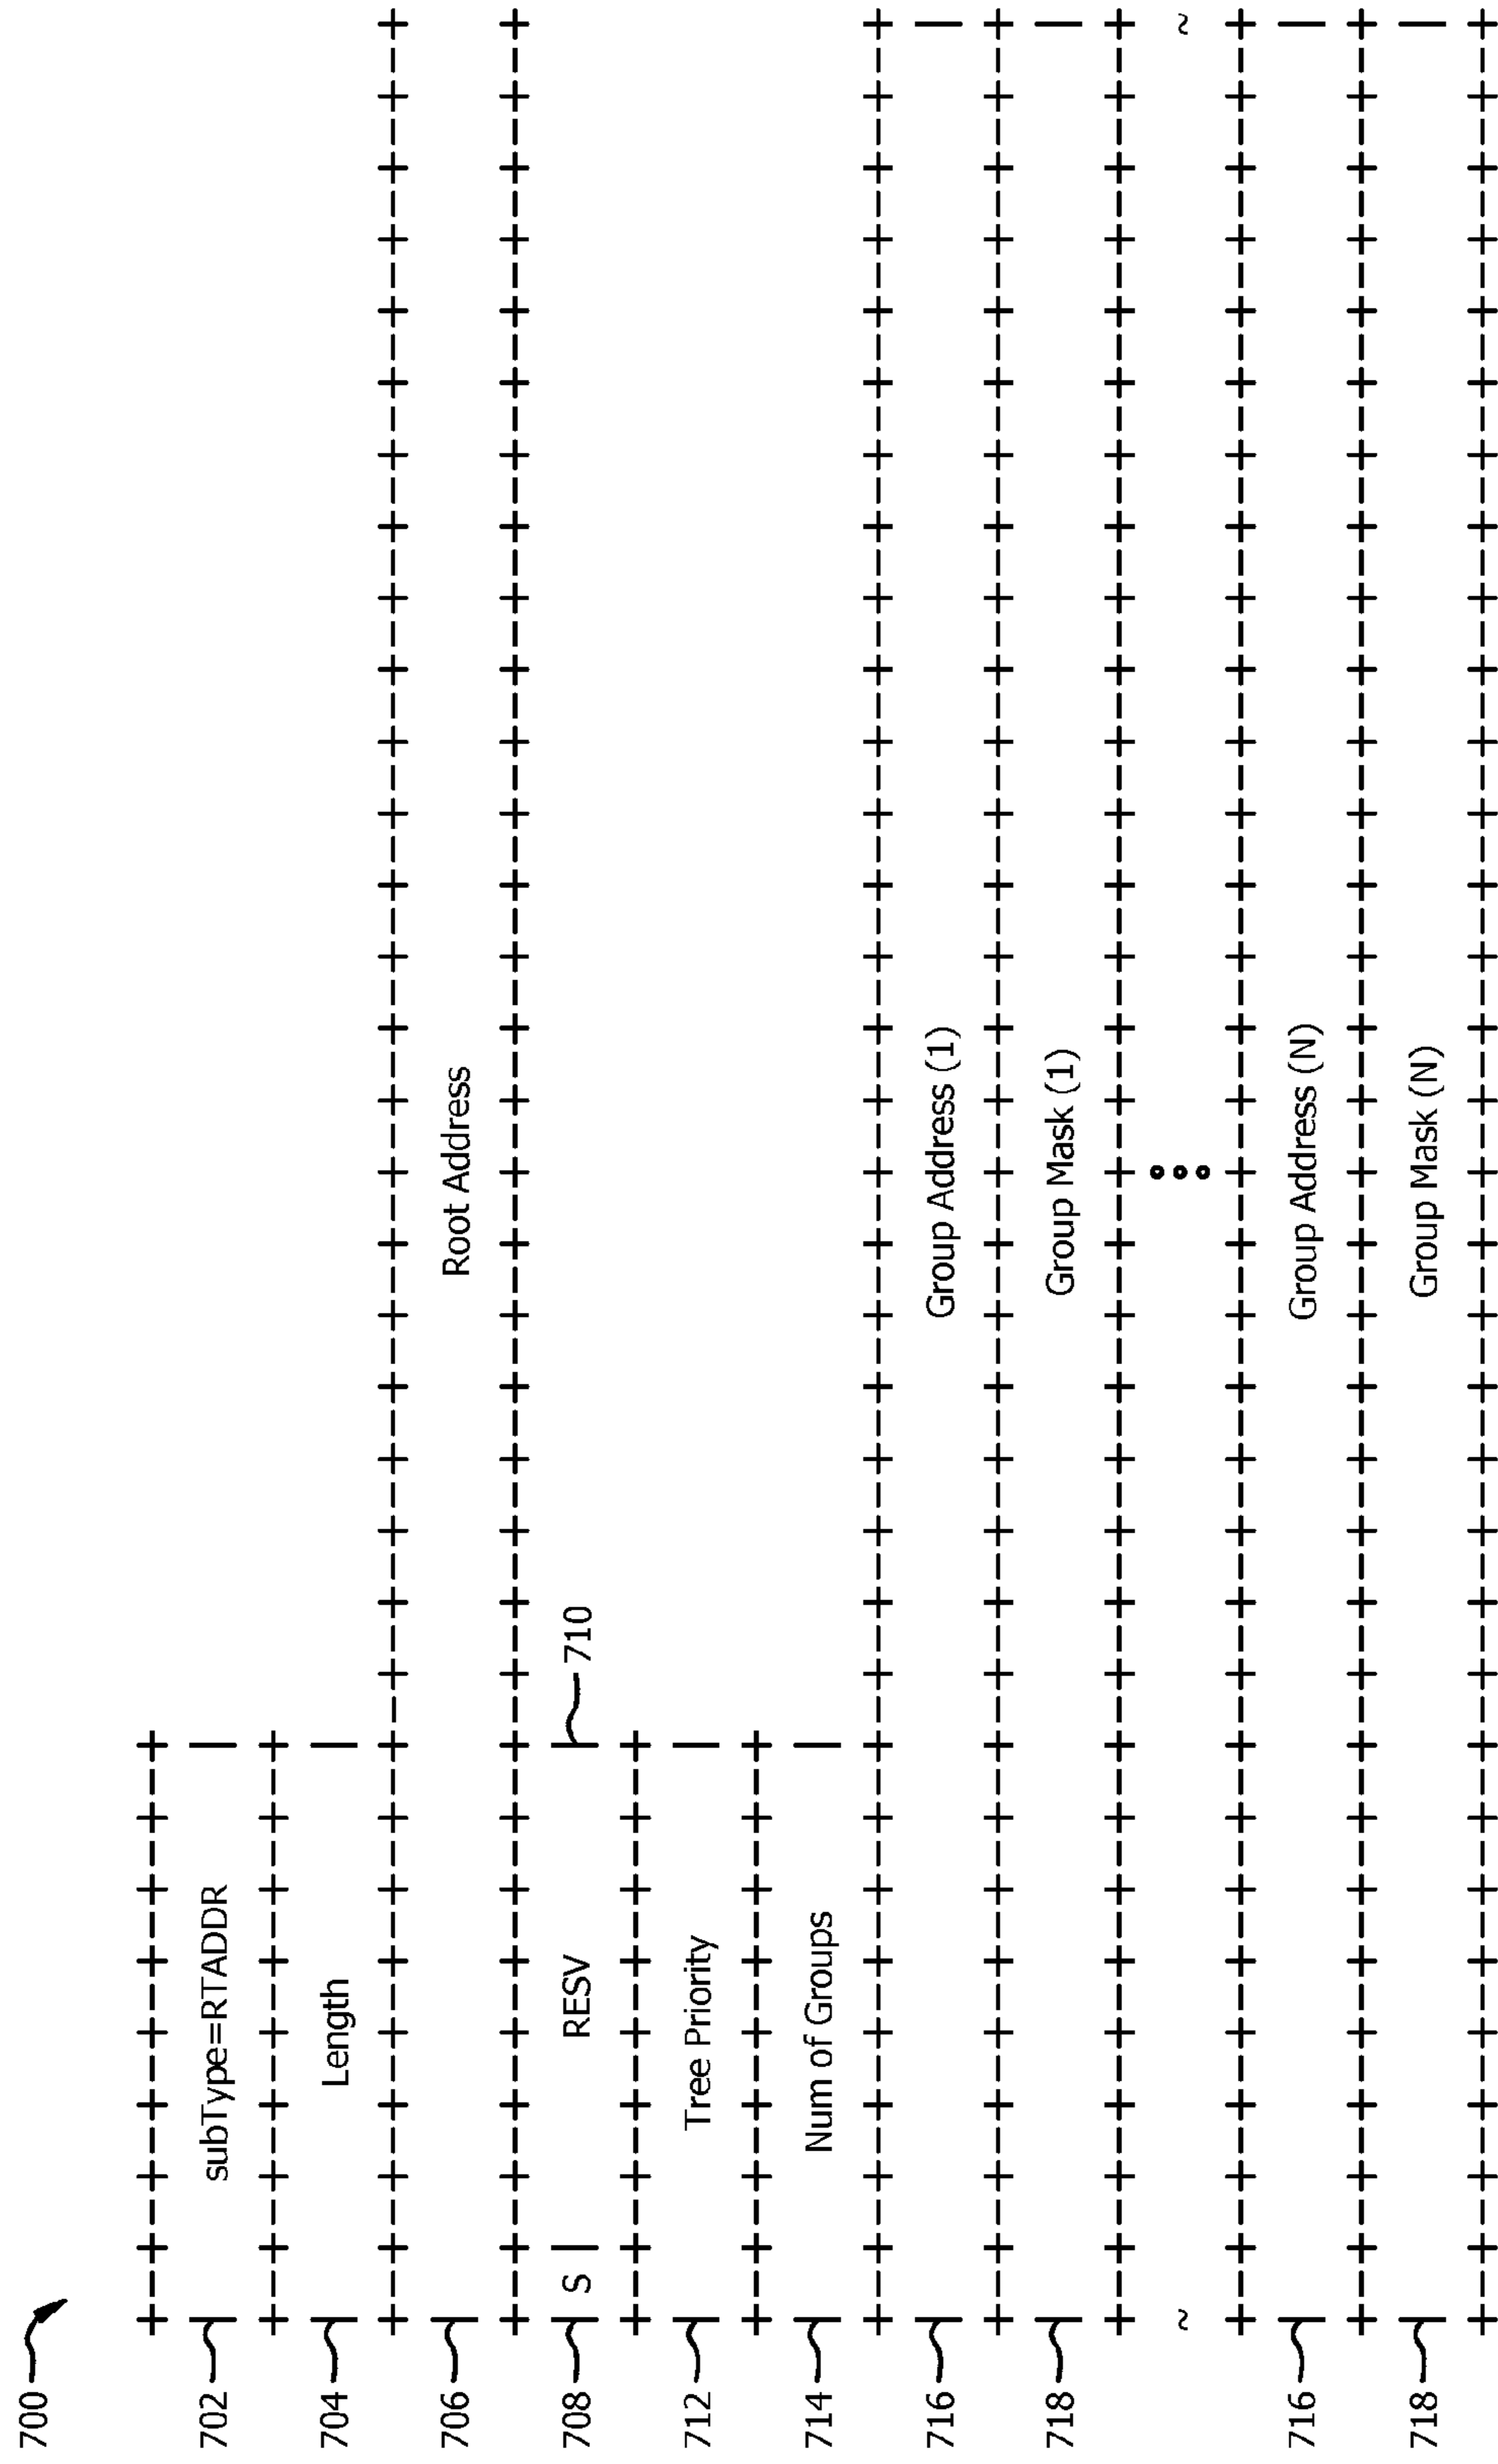 700
702 subType=RTADDR
704 Length
706 Root Address
708 S RESV 710
712 Tree Priority
714 Num of Groups
716 Group Address (1)
718 Group Mask (1)
~ ~
716 Group Address (N)
718 Group Mask (N)